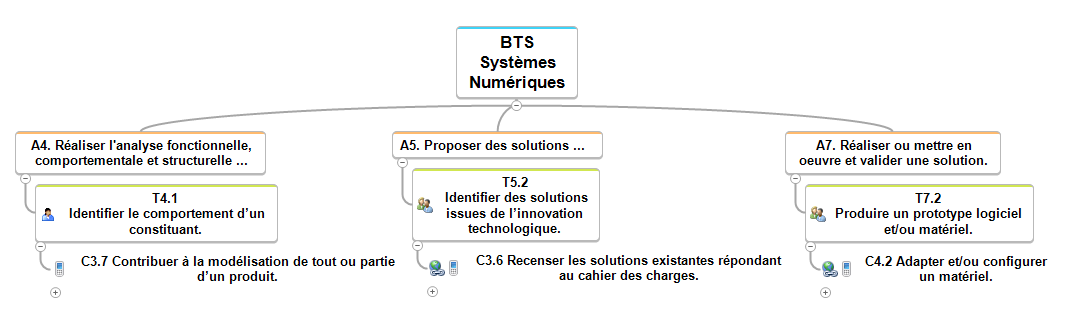 BTS
Systèmes
Numériques
A4. Réaliser l'analyse fonctionnelle,
comportementale et structurelle ...
T4.1
Identifier le comportement d’un
constituant.
C3.7 Contribuer à la modélisation de tout ou partie
d’un produit.
A5. Proposer des solutions ...
T5.2
Identifier des solutions
issues de l’innovation
technologique.
C3.6 Recenser les solutions existantes répondant
au cahier des charges.
A7. Réaliser ou mettre en
oeuvre et valider une solution.
T7.2
Produire un prototype logiciel
et/ou matériel.
C4.2 Adapter et/ou configurer
un matériel.